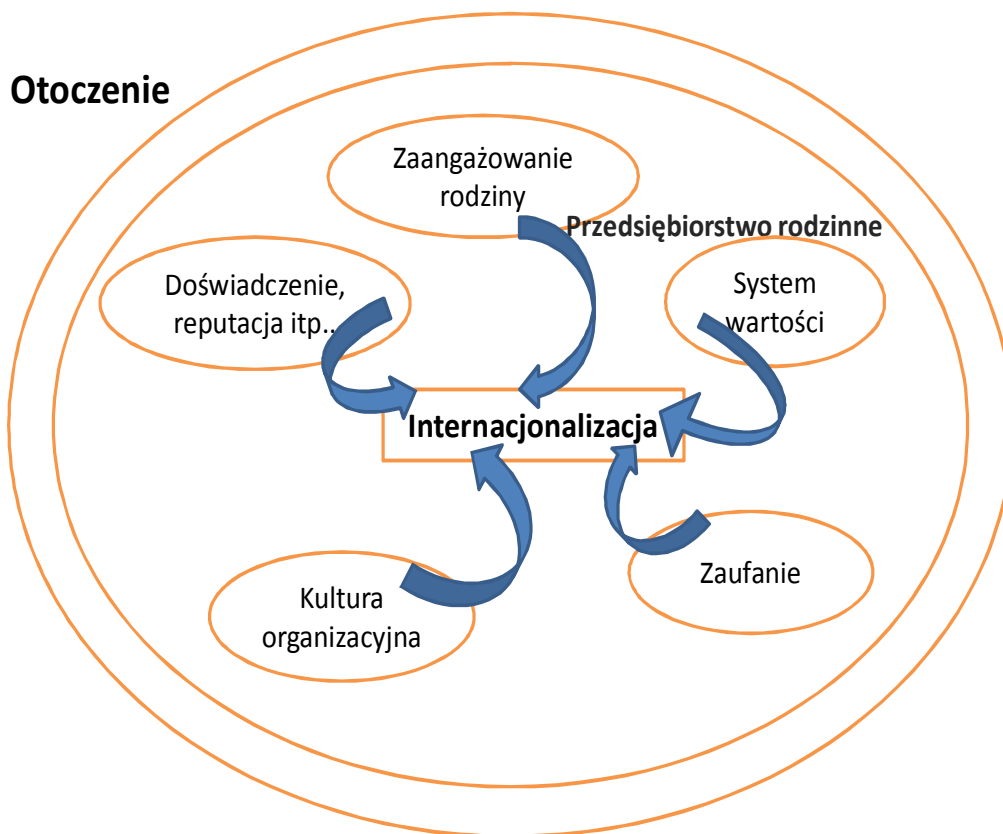 Otoczenie
Zaangażowanie
rodziny
Przedsiębiorstwo rodzinne
Doświadczenie,
reputacja itp..
System
wartości
Internacjonalizacja
Zaufanie
Kultura
organizacyjna